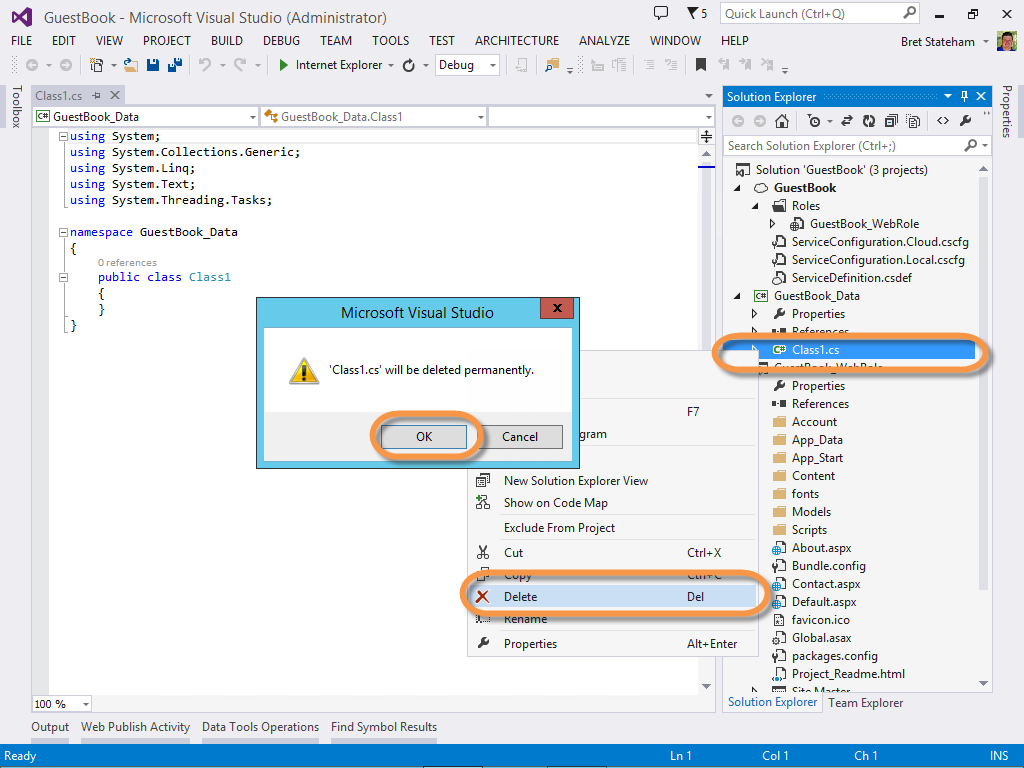 GuestBook - Microsoft Visual Studio (Administrator)
5
Quick Launch (Ctrl+Q)
FILE EDIT VIEW PROJECT BUILD DEBUG TEAM TOOLS TEST ARCHITECTURE ANALYZE WINDOW HELP
Bret Stateham
Internet Explorer
Debug
Toolbox
Class1.cs
GuestBook_Data
GuestBook_Data.Class1
using System;
using System.Collections.Generic;
using System.Linq;
using System.Text;
using System.Threading.Tasks;
namespace GuestBook_Data
{
0 references
public class Class1
{
}
}
Microsoft Visual Studio
'Class1.cs' will be deleted permanently.
OK
Cancel
F7
gram
New Solution Explorer View
Show on Code Map
Exclude From Project
Cut Ctrl+X
Copy Ctrl+C
Delete Del
Rename
Properties Alt+Enter
Solution Explorer
Search Solution Explorer (Ctrl+;)
Solution 'GuestBook' (3 projects)
GuestBook
Roles
GuestBook_WebRole
ServiceConfiguration.Cloud.cscfg
ServiceConfiguration.Local.cscfg
ServiceDefinition.csdef
C# GuestBook_Data
Properties
References
C# Class1.cs
GuestBook_WebRole
Properties
References
Account
App_Data
App_Start
Content
fonts
Models
Scripts
About.aspx
Bundle.config
Contact.aspx
Default.aspx
favicon.ico
Global.asax
packages.config
Project_Readme.html
Site.Master
Solution Explorer
Team Explorer
Properties
100 %
Output Web Publish Activity Data Tools Operations Find Symbol Results
Ready
Ln 1
Col 1
Ch 1
INS